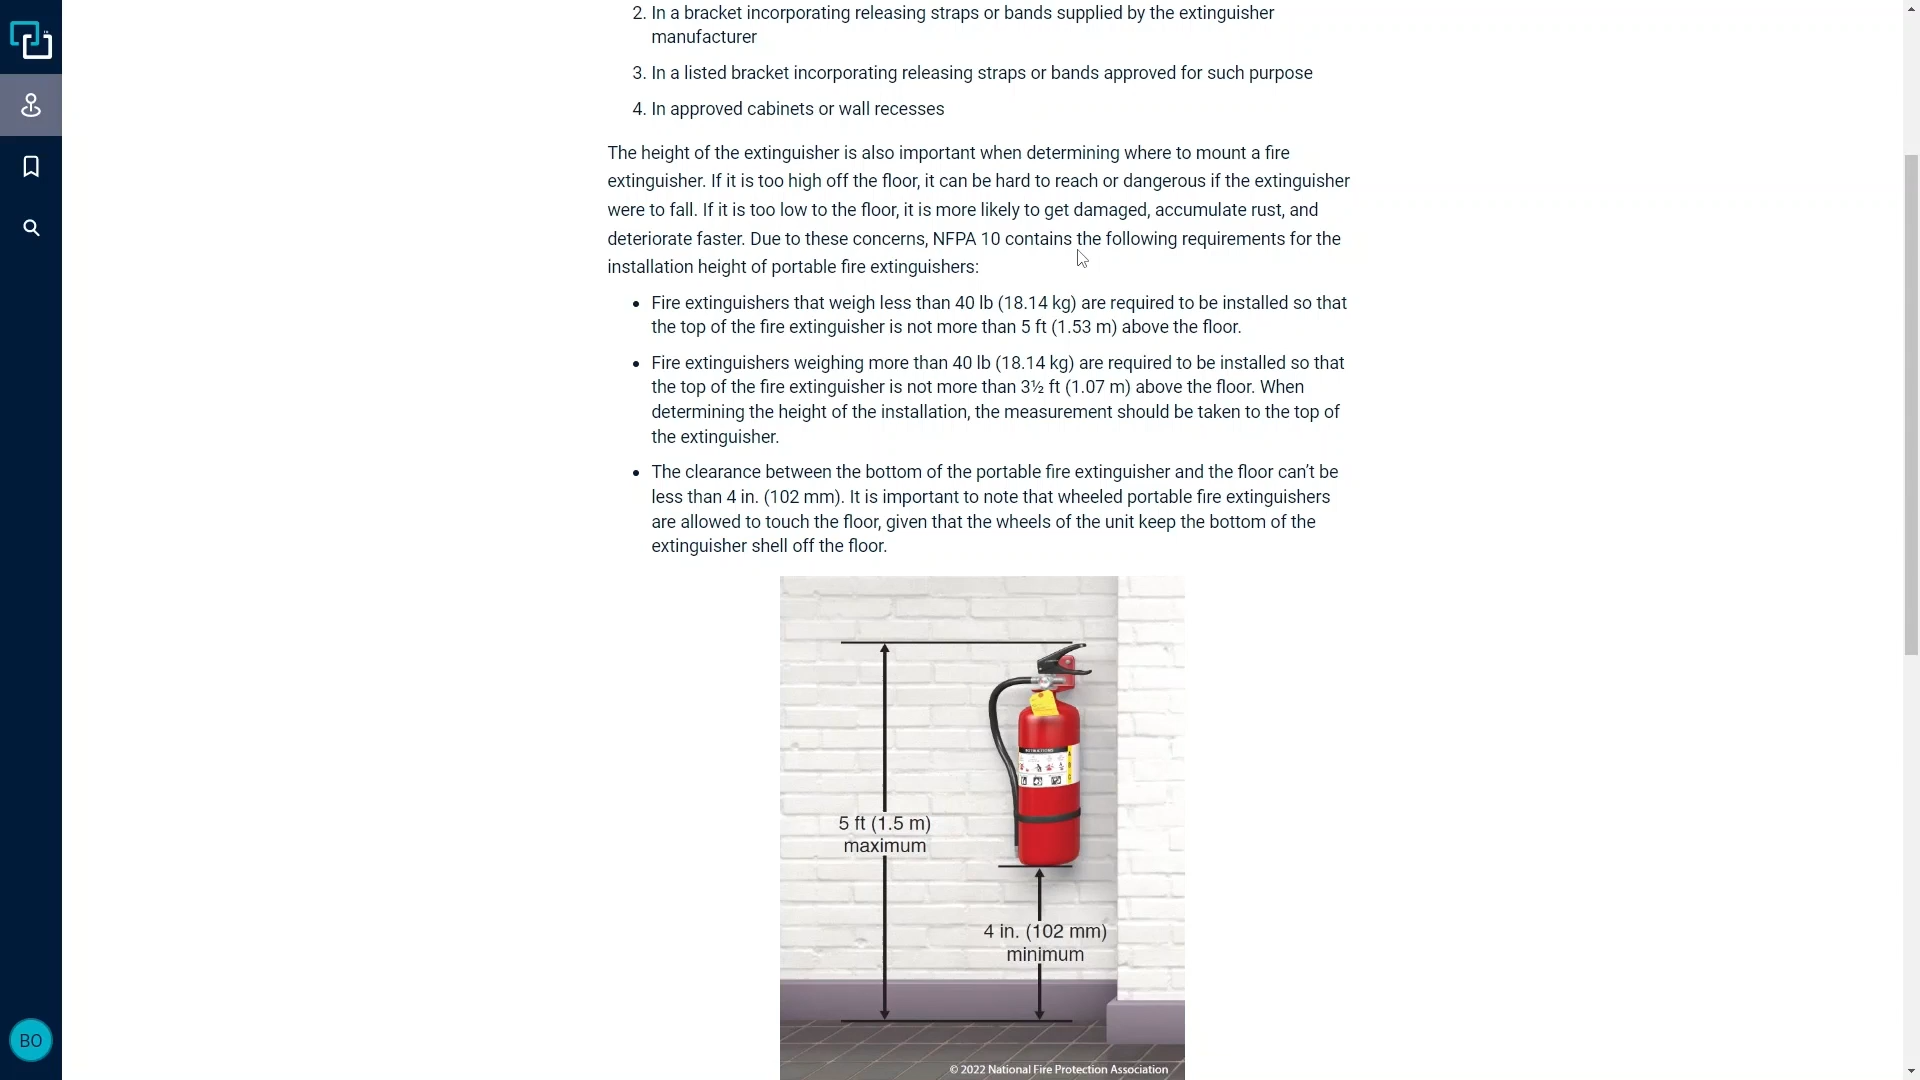 2. In a bracket incorporating releasing straps or bands supplied by the extinguisher
manufacturer
3. In a listed bracket incorporating releasing straps or bands approved for such purpose
4. In approved cabinets or wall recesses
The height of the extinguisher is also important when determining where to mount a fire
extinguisher. If it is too high off the floor, it can be hard to reach or dangerous if the extinguisher
were to fall. If it is too low to the floor, it is more likely to get damaged, accumulate rust, and
deteriorate faster. Due to these concerns, NFPA 10 contains the following requirements for the
installation height of portable fire extinguishers:
• Fire extinguishers that weigh less than 40 lb (18.14 kg) are required to be installed so that
the top of the fire extinguisher is not more than 5 ft (1.53 m) above the floor.
• Fire extinguishers weighing more than 40 lb (18.14 kg) are required to be installed so that
the top of the fire extinguisher is not more than 3½ ft (1.07 m) above the floor. When
determining the height of the installation, the measurement should be taken to the top of
the extinguisher.
• The clearance between the bottom of the portable fire extinguisher and the floor can’t be
less than 4 in. (102 mm). It is important to note that wheeled portable fire extinguishers
are allowed to touch the floor, given that the wheels of the unit keep the bottom of the
extinguisher shell off the floor.
5 ft (1.5 m)
maximum
4 in. (102 mm)
minimum
© 2022 National Fire Protection Association
BO